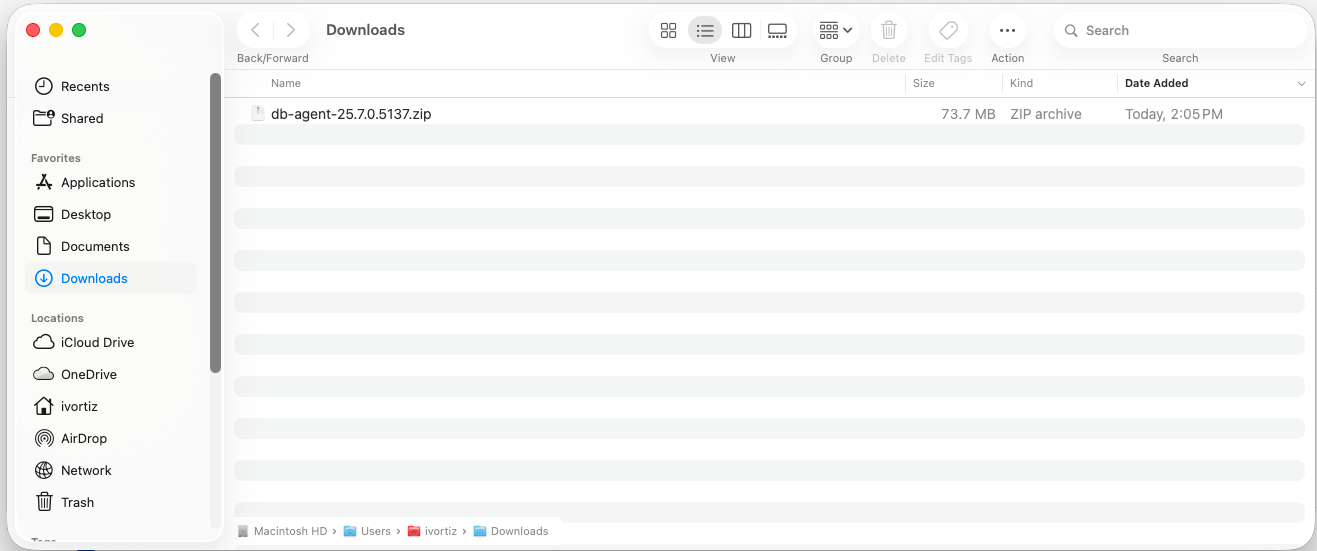 Downloads
Search
Back/Forward
View
Group
Delete
Edit Tags
Action
Search
Recents
Shared
Favorites
Applications
Desktop
Documents
Downloads
Locations
iCloud Drive
OneDrive
ivortiz
AirDrop
Network
Trash
Name Size Kind Date Added
db-agent-25.7.0.5137.zip 73.7 MB ZIP archive Today, 2:05 PM
Macintosh HD › Users › ivortiz › Downloads